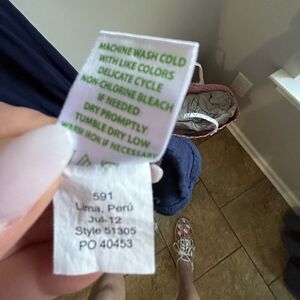 MACHINE WASH COLD
WITH LIKE COLORS
DELICATE CYCLE
NON-CHLORINE BLEACH
IF NEEDED
DRY PROMPTLY
TUMBLE DRY LOW
WARM IRON IF NECESSARY
591
Lima, Perú
Jul-12
Style 51305
PO 40453